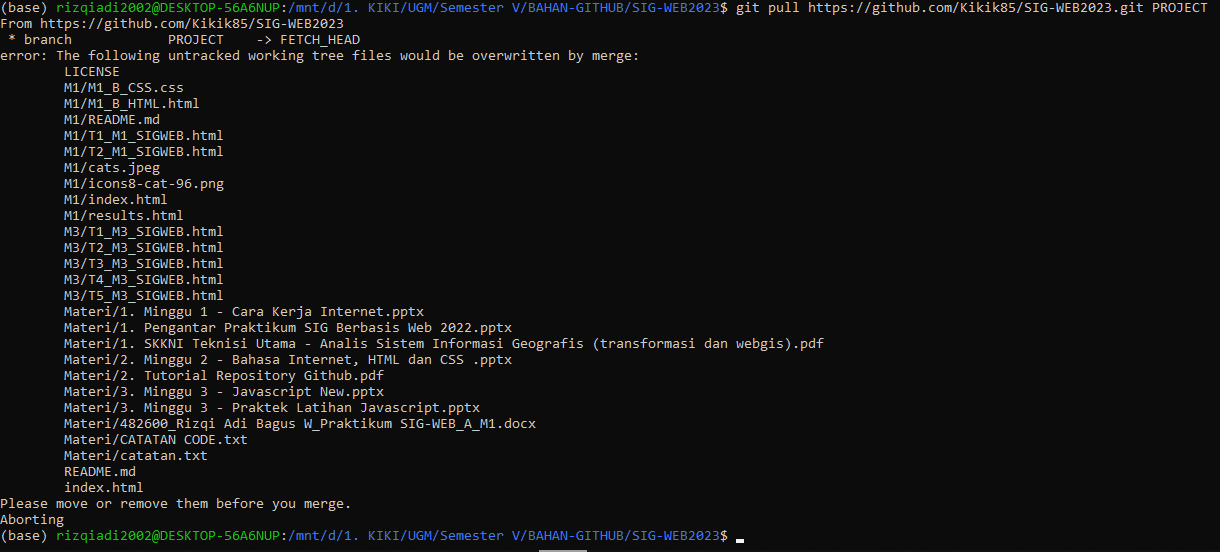 (base) rizqiadi2002@DESKTOP-56A6NUP:/mnt/d/1. KIKI/UGM/Semester V/BAHAN-GITHUB/SIG-WEB2023$ git pull https://github.com/Kikik85/SIG-WEB2023.git PROJECT
From https://github.com/Kikik85/SIG-WEB2023
 * branch            PROJECT    -> FETCH_HEAD
error: The following untracked working tree files would be overwritten by merge:
        LICENSE
        M1/M1_B_CSS.css
        M1/M1_B_HTML.html
        M1/README.md
        M1/T1_M1_SIGWEB.html
        M1/T2_M1_SIGWEB.html
        M1/cats.jpeg
        M1/icons8-cat-96.png
        M1/index.html
        M1/results.html
        M3/T1_M3_SIGWEB.html
        M3/T2_M3_SIGWEB.html
        M3/T3_M3_SIGWEB.html
        M3/T4_M3_SIGWEB.html
        M3/T5_M3_SIGWEB.html
        Materi/1. Minggu 1 - Cara Kerja Internet.pptx
        Materi/1. Pengantar Praktikum SIG Berbasis Web 2022.pptx
        Materi/1. SKKNI Teknisi Utama - Analis Sistem Informasi Geografis (transformasi dan webgis).pdf
        Materi/2. Minggu 2 - Bahasa Internet, HTML dan CSS .pptx
        Materi/2. Tutorial Repository Github.pdf
        Materi/3. Minggu 3 - Javascript New.pptx
        Materi/3. Minggu 3 - Praktek Latihan Javascript.pptx
        Materi/482600_Rizqi Adi Bagus W_Praktikum SIG-WEB_A_M1.docx
        Materi/CATATAN CODE.txt
        Materi/catatan.txt
        README.md
        index.html
Please move or remove them before you merge.
Aborting
(base) rizqiadi2002@DESKTOP-56A6NUP:/mnt/d/1. KIKI/UGM/Semester V/BAHAN-GITHUB/SIG-WEB2023$